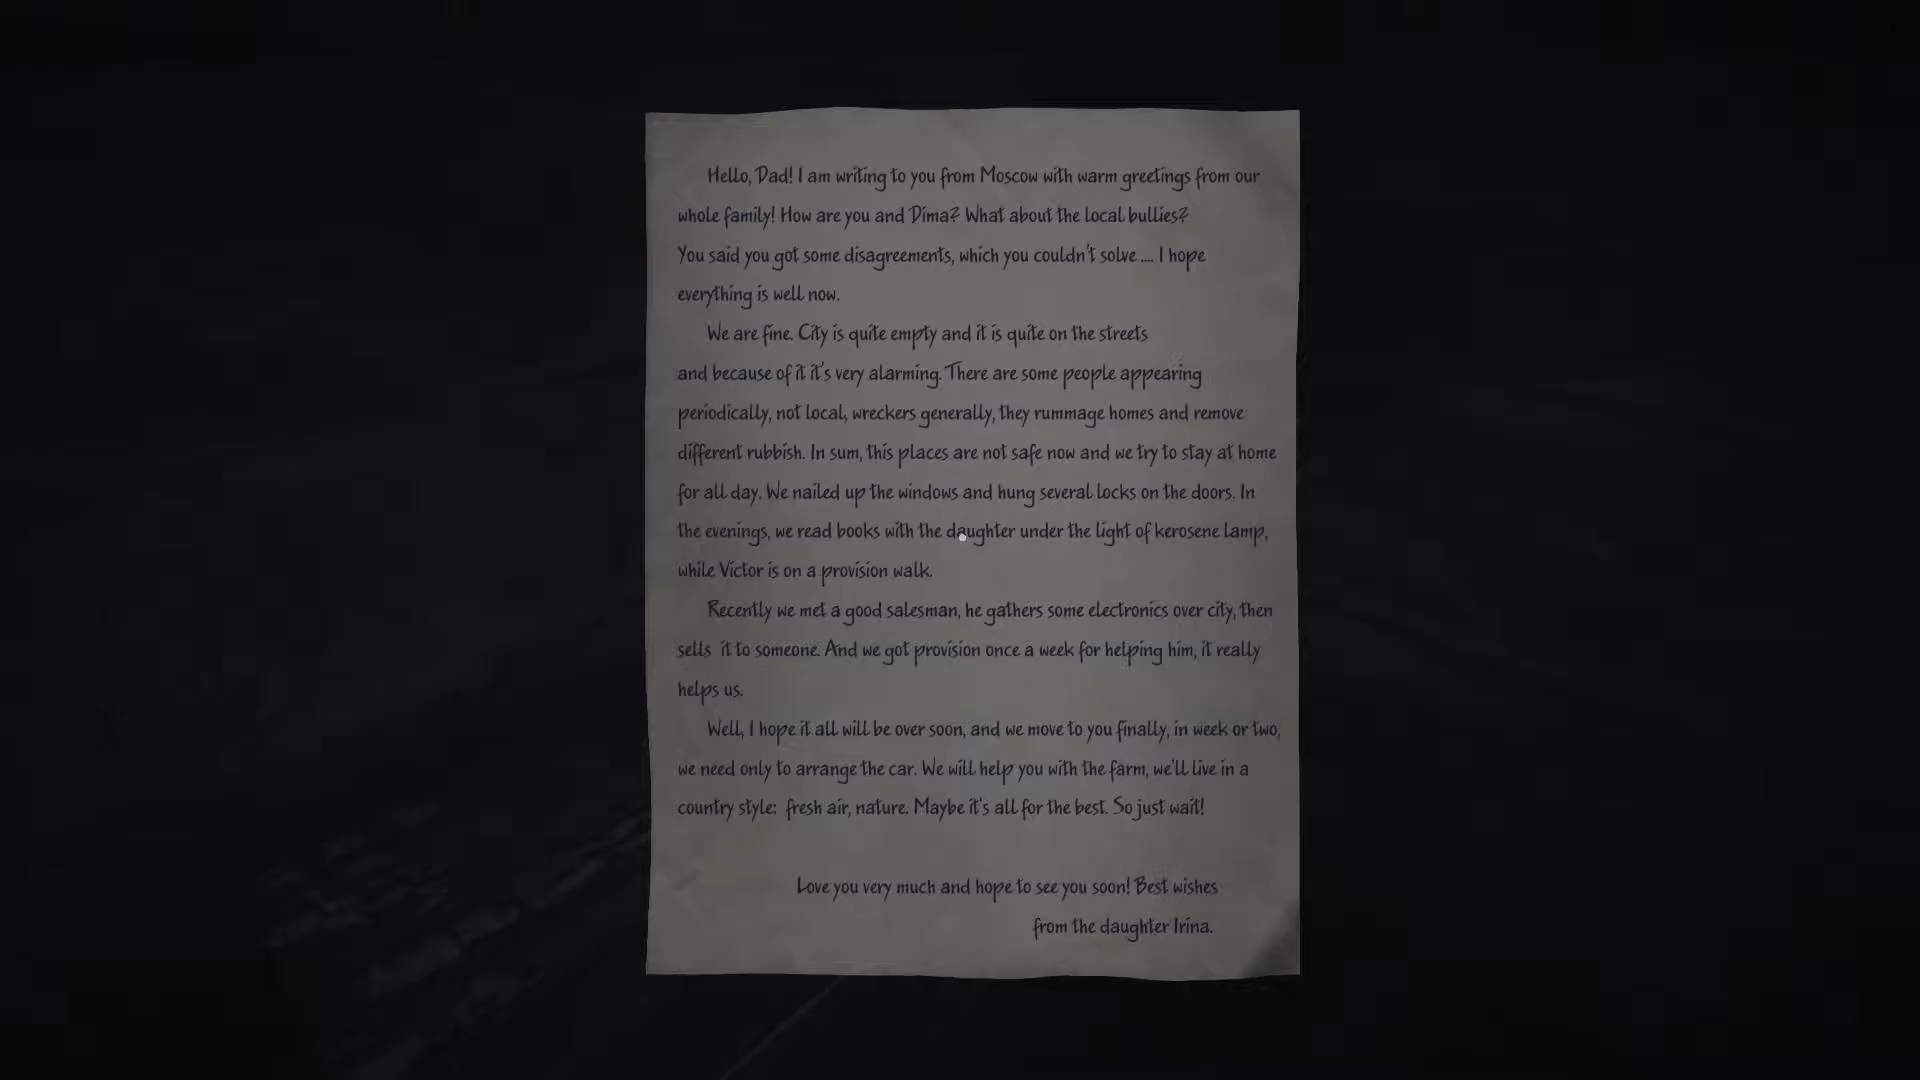 Hello, Dad! I am writing to you from Moscow with warm greetings from our
whole family! How are you and Dima? What about the local bullies?
You said you got some disagreements, which you couldn't solve .... I hope
everything is well now.
We are fine. City is quite empty and it is quite on the streets
and because of it it's very alarming. There are some people appearing
periodically, not local, wreckers generally, they rummage homes and remove
different rubbish. In sum, this places are not safe now and we try to stay at home
for all day. We nailed up the windows and hung several locks on the doors. In
the evenings, we read books with the daughter under the light of kerosene lamp,
while Victor is on a provision walk.
Recently we met a good salesman, he gathers some electronics over city, then
sells it to someone. And we got provision once a week for helping him, it really
helps us.
Well, I hope it all will be over soon, and we move to you finally, in week or two,
we need only to arrange the car. We will help you with the farm, we'll live in a
country style: fresh air, nature. Maybe it's all for the best. So just wait!
Love you very much and hope to see you soon! Best wishes
from the daughter Irina.